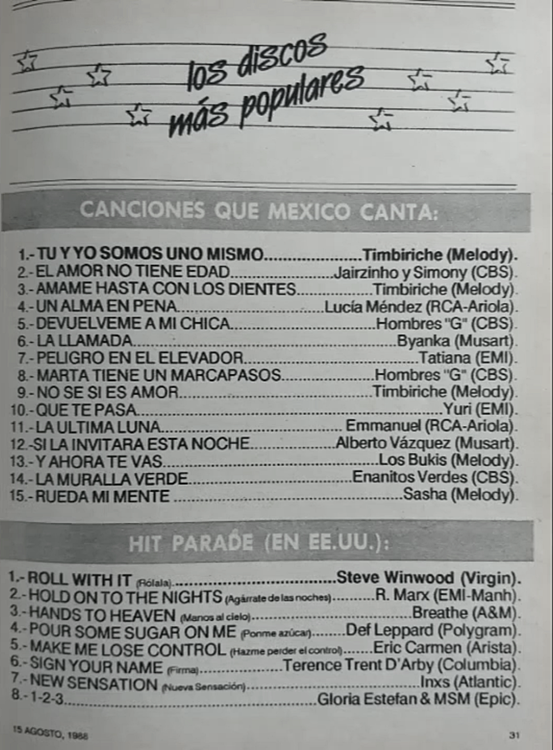 los discos
más populares
CANCIONES QUE MEXICO CANTA:
1.- TU Y YO SOMOS UNO MISMO....................Timbiriche (Melody).
2.- EL AMOR NO TIENE EDAD....................Jairzinho y Simony (CBS).
3.- AMAME HASTA CON LOS DIENTES...............Timbiriche (Melody).
4.- UN ALMA EN PENA.............................Lucía Méndez (RCA-Ariola).
5.- DEVUELVEME A MI CHICA............................Hombres "G" (CBS).
6.- LA LLAMADA....................................................Byanka (Musart).
7.- PELIGRO EN EL ELEVADOR..................................Tatiana (EMI).
8.- MARTA TIENE UN MARCAPASOS..................Hombres "G" (CBS).
9.- NO SE SI ES AMOR......................................Timbiriche (Melody).
10.- QUE TE PASA...............................................................Yuri (EMI).
11.- LA ULTIMA LUNA....................................Emmanuel (RCA-Ariola).
12.-SI LA INVITARA ESTA NOCHE.................Alberto Vázquez (Musart).
13.- Y AHORA TE VAS...........................................Los Bukis (Melody).
14.- LA MURALLA VERDE................................Enanitos Verdes (CBS).
15.- RUEDA MI MENTE ..............................................Sasha (Melody).
HIT PARADE (EN EE.UU.):
1.- ROLL WITH IT (Rólala)....................................Steve Winwood (Virgin).
2.- HOLD ON TO THE NIGHTS (Agárrate de las noches)..........R. Marx (EMI-Manh).
3.- HANDS TO HEAVEN (Manos al cielo)...................................Breathe (A&M).
4.- POUR SOME SUGAR ON ME (Ponme azúcar).......Def Leppard (Polygram).
5.- MAKE ME LOSE CONTROL (Hazme perder el control)......Eric Carmen (Arista).
6.- SIGN YOUR NAME (Firma)................Terence Trent D'Arby (Columbia).
7.- NEW SENSATION (Nueva Sensación)....................................Inxs (Atlantic).
8.- 1-2-3.........................................................Gloria Estefan & MSM (Epic).
15 AGOSTO, 1988
31